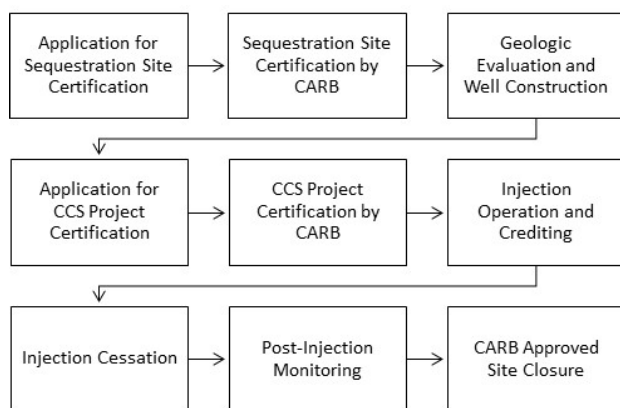 Application for
Sequestration Site
Certification
Sequestration Site
Certification by
CARB
Geologic
Evaluation and
Well Construction
Application for
CCS Project
Certification
CCS Project
Certification by
CARB
Injection
Operation and
Crediting
Injection Cessation
Post-Injection
Monitoring
CARB Approved
Site Closure